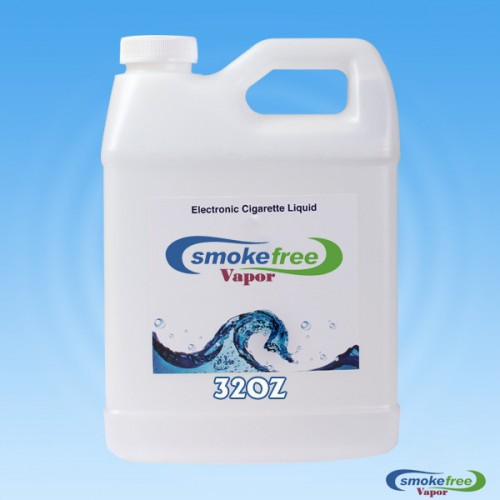 Electronic Cigarette Liquid
smokefree
Vapor
32OZ
smokefree
Vapor